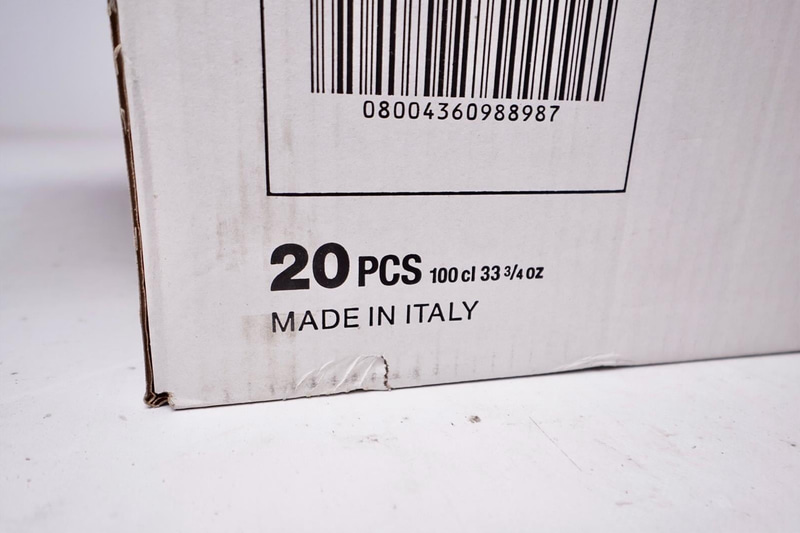 08004360988987
20 PCS 100 cl 33 3/4 oz
MADE IN ITALY